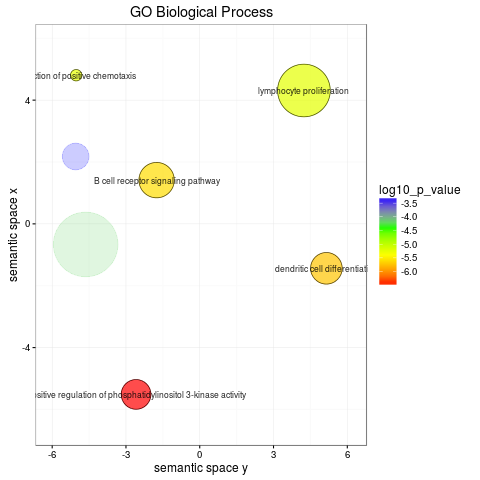 GO Biological Process
ction of positive chemotaxis
lymphocyte proliferation
B cell receptor signaling pathway
dendritic cell differentiati
ositive regulation of phosphatidylinositol 3-kinase activity
4
0
-4
-6
-3
0
3
6
semantic space y
semantic space x
log10_p_value
-3.5
-4.0
-4.5
-5.0
-5.5
-6.0